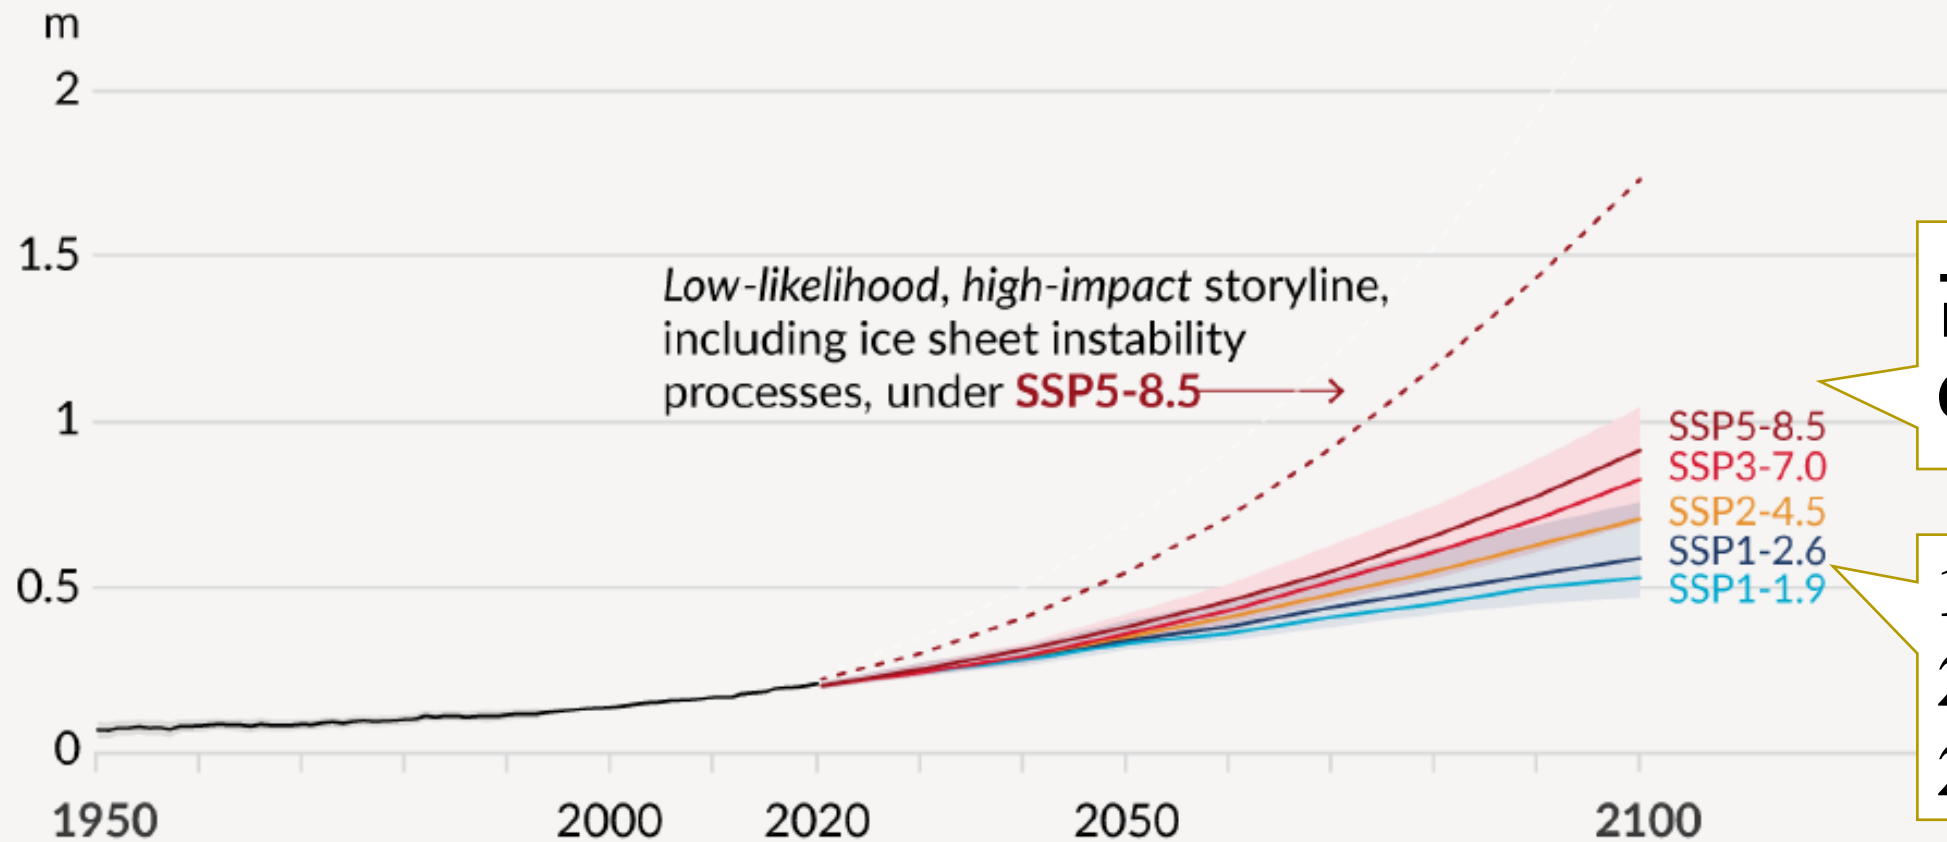 m
2
1.5
Low-likelihood, high-impact storyline,
including ice sheet instability
processes, under SSP5-8.5
1
SSP5-8.5
SSP3-7.0
SSP2-4.5
SSP1-2.6
SSP1-1.9
0.5
0
1950 2000 2020 2050 2100